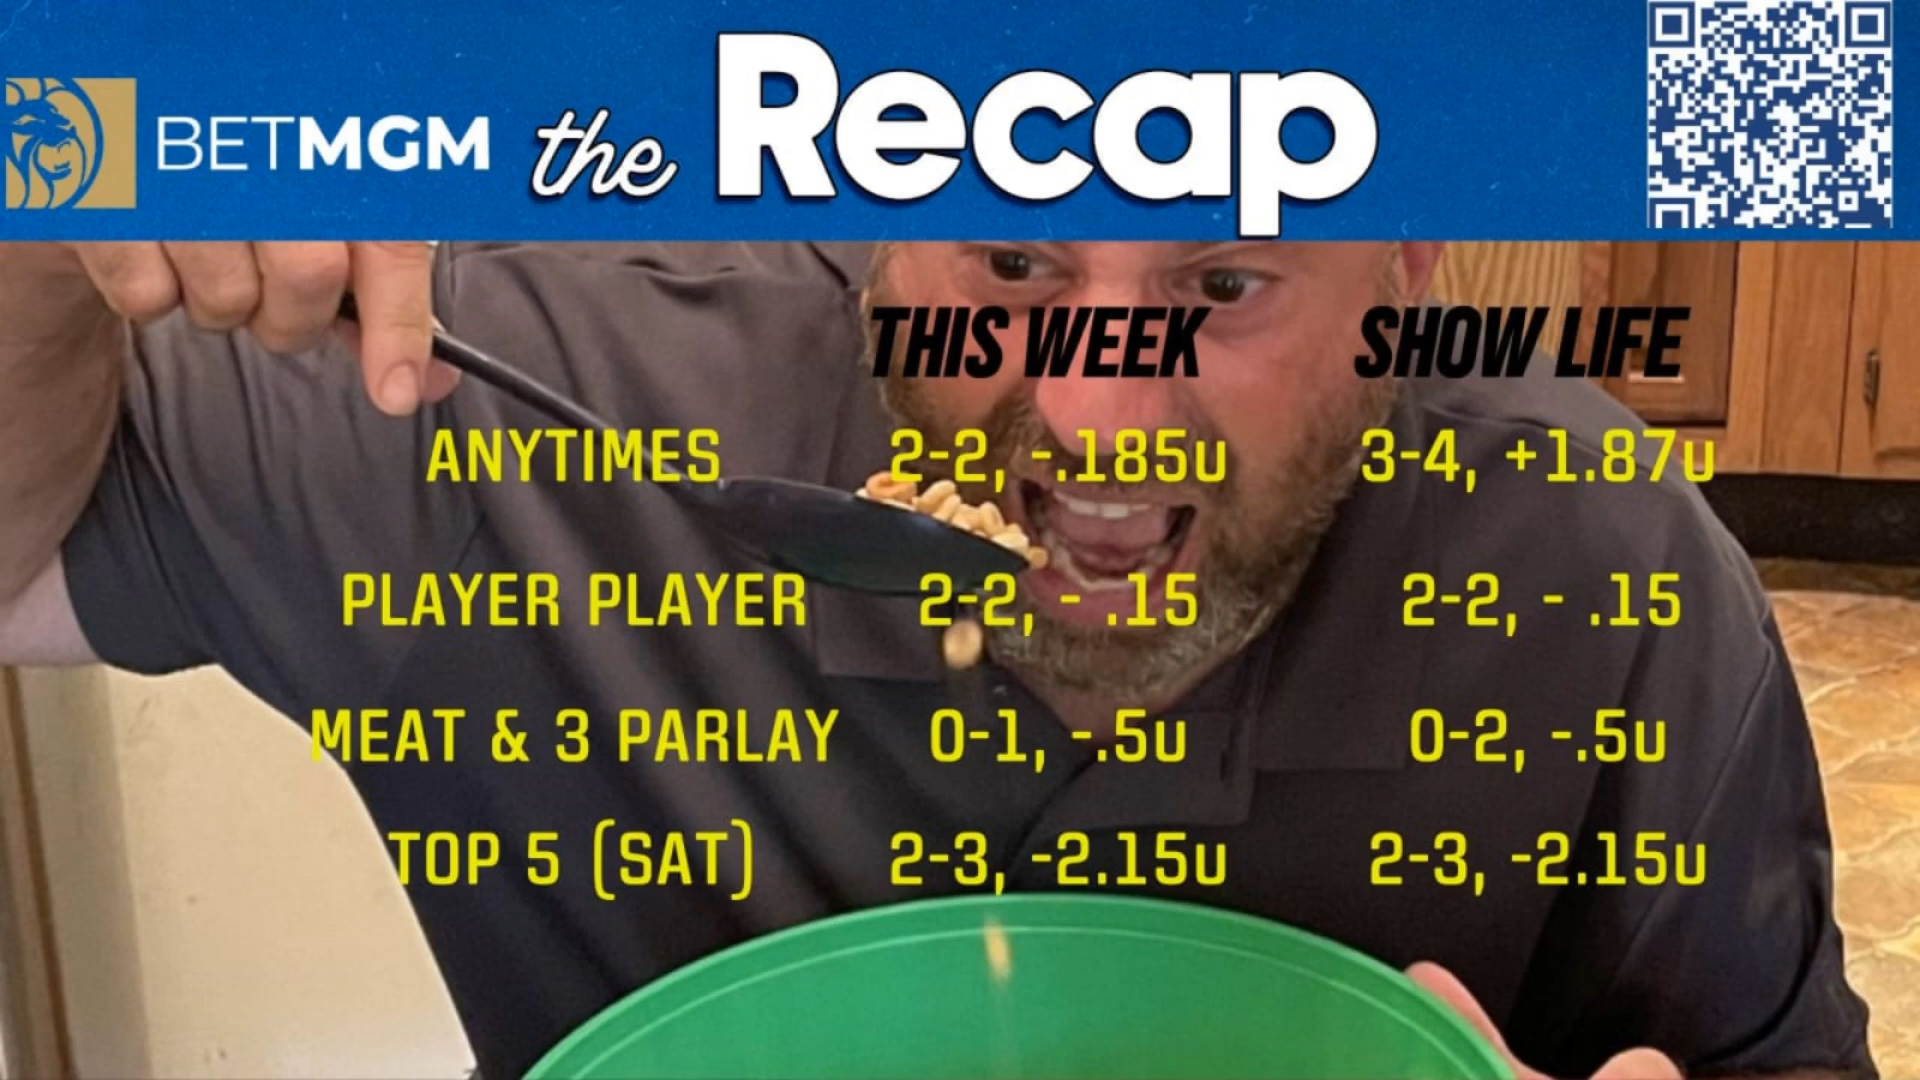 BETMGM the Recap
THIS WEEK SHOW LIFE
ANYTIMES 2-2, -.185u 3-4, +1.87u
PLAYER PLAYER 2-2, - .15 2-2, - .15
MEAT & 3 PARLAY 0-1, -.5u 0-2, -.5u
TOP 5 (SAT) 2-3, -2.15u 2-3, -2.15u